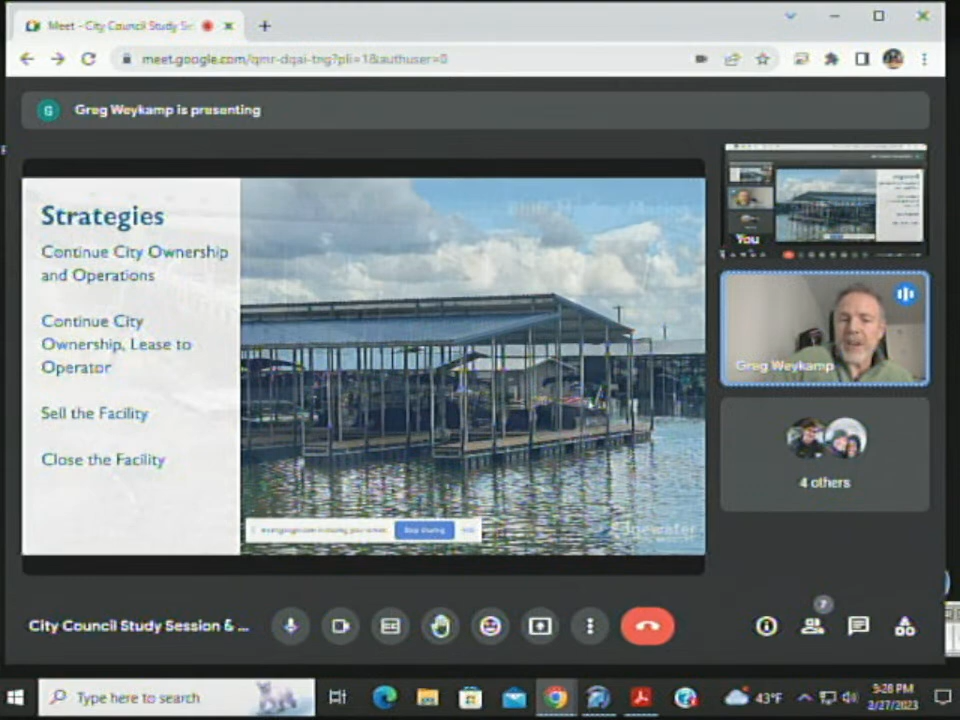 Meet - City Council Study Se
meet.google.com/qmr-dqai-tng?pli=1&authuser=0
G
Greg Weykamp is presenting
Strategies
Continue City Ownership
and Operations
Continue City
Ownership, Lease to
Operator
Sell the Facility
Close the Facility
Stop sharing
Edgewater
You
Greg Weykamp
4 others
City Council Study Session & ...
7
Type here to search
43°F
5:28 PM
2/27/2023